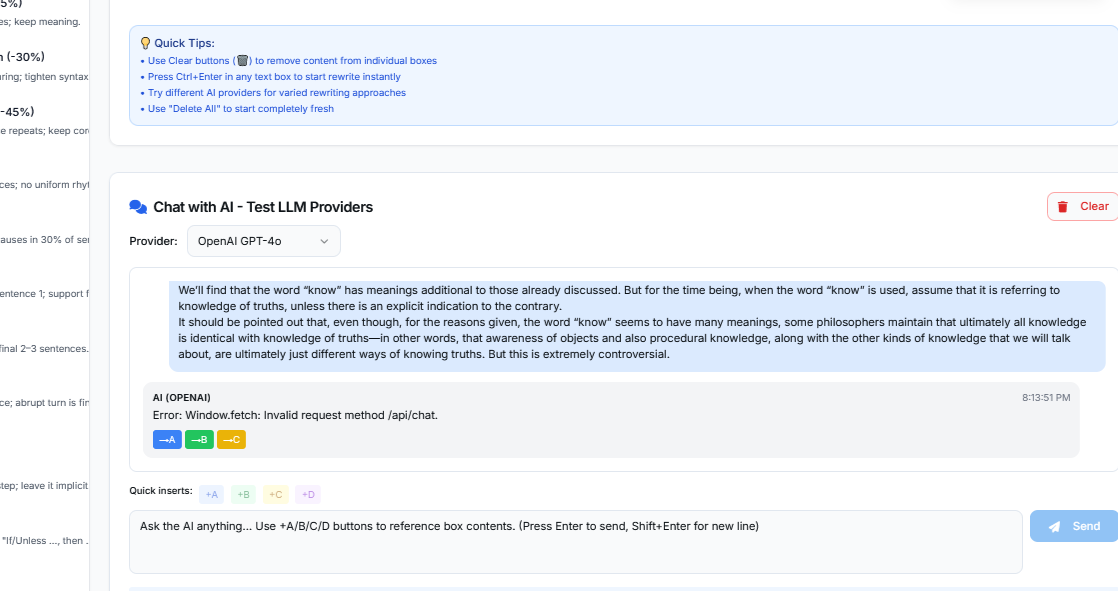 5%)
es; keep meaning.
(-30%)
ring; tighten syntax
-45%)
e repeats; keep
ces; no uniform
auses in 30% of
entence 1; support
final 2–3 sentences.
ce; abrupt turn is
tep; leave it implicit
"If/Unless ..., then
💡 Quick Tips:
• Use Clear buttons (🗑) to remove content from individual boxes
• Press Ctrl+Enter in any text box to start rewrite instantly
• Try different AI providers for varied rewriting approaches
• Use "Delete All" to start completely fresh
Chat with AI - Test LLM Providers
Clear
Provider:
OpenAI GPT-4o
We’ll find that the word “know” has meanings additional to those already discussed. But for the time being, when the word “know” is used, assume that it is referring to
knowledge of truths, unless there is an explicit indication to the contrary.
It should be pointed out that, even though, for the reasons given, the word “know” seems to have many meanings, some philosophers maintain that ultimately all knowledge
is identical with knowledge of truths—in other words, that awareness of objects and also procedural knowledge, along with the other kinds of knowledge that we will talk
about, are ultimately just different ways of knowing truths. But this is extremely controversial.
AI (OPENAI)
8:13:51 PM
Error: Window.fetch: Invalid request method /api/chat.
→A →B →C
Quick inserts: +A +B +C +D
Ask the AI anything... Use +A/B/C/D buttons to reference box contents. (Press Enter to send, Shift+Enter for new line)
Send